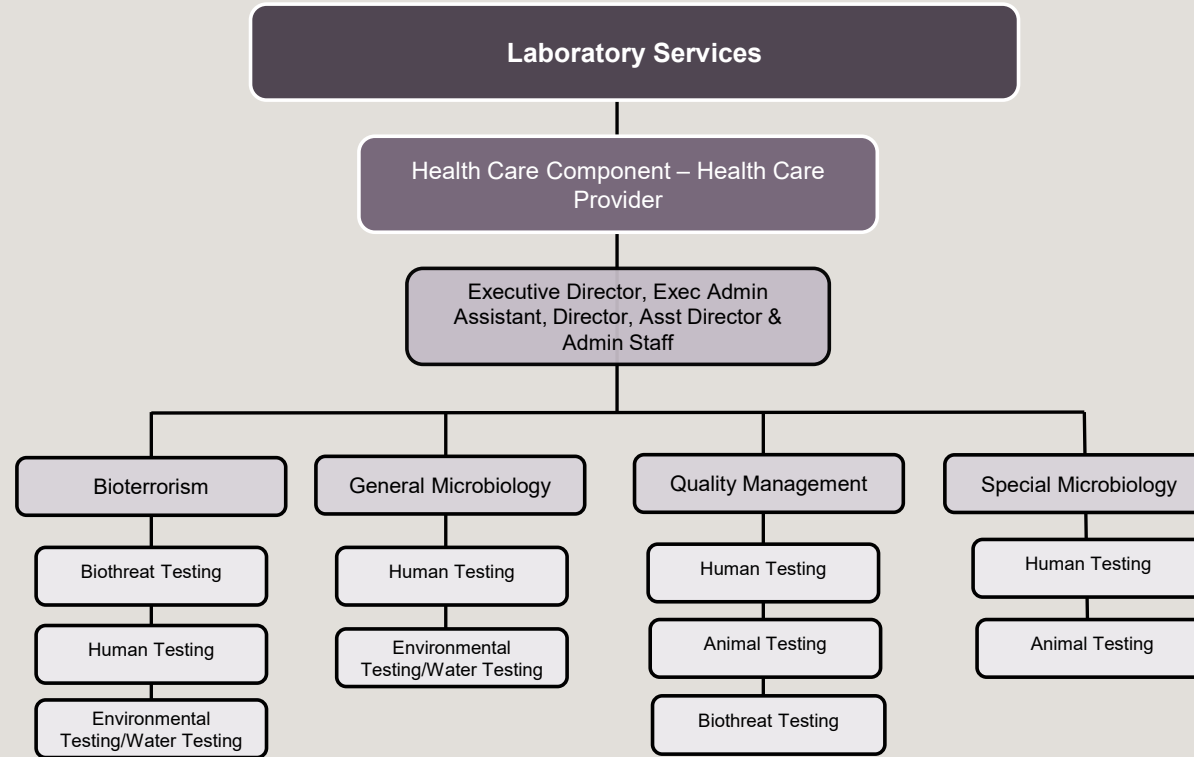 Laboratory Services
Health Care Component – Health Care
Provider
Executive Director, Exec Admin
Assistant, Director, Asst Director &
Admin Staff
Bioterrorism
Biothreat Testing
Human Testing
Environmental
Testing/Water Testing
General Microbiology
Human Testing
Environmental
Testing/Water Testing
Quality Management
Human Testing
Animal Testing
Biothreat Testing
Special Microbiology
Human Testing
Animal Testing